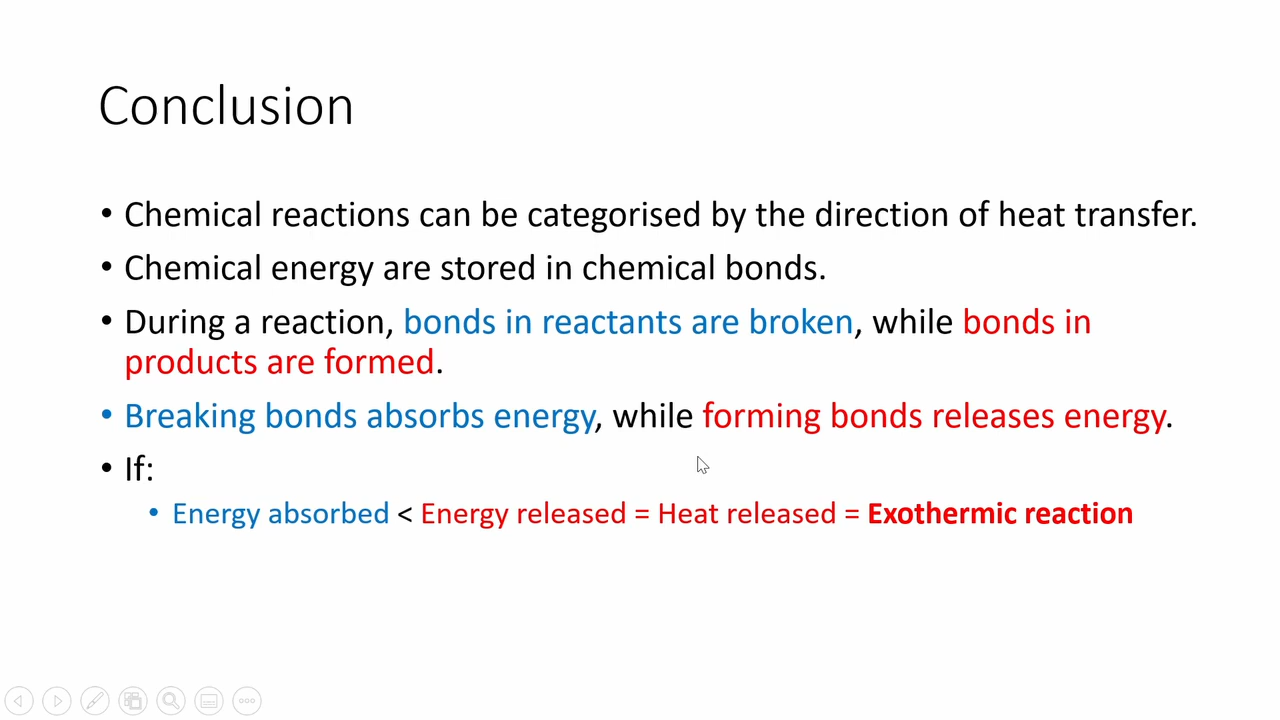 Conclusion
• Chemical reactions can be categorised by the direction of heat transfer.
• Chemical energy are stored in chemical bonds.
• During a reaction, bonds in reactants are broken, while bonds in
products are formed.
• Breaking bonds absorbs energy, while forming bonds releases energy.
• If:
• Energy absorbed < Energy released = Heat released = Exothermic reaction